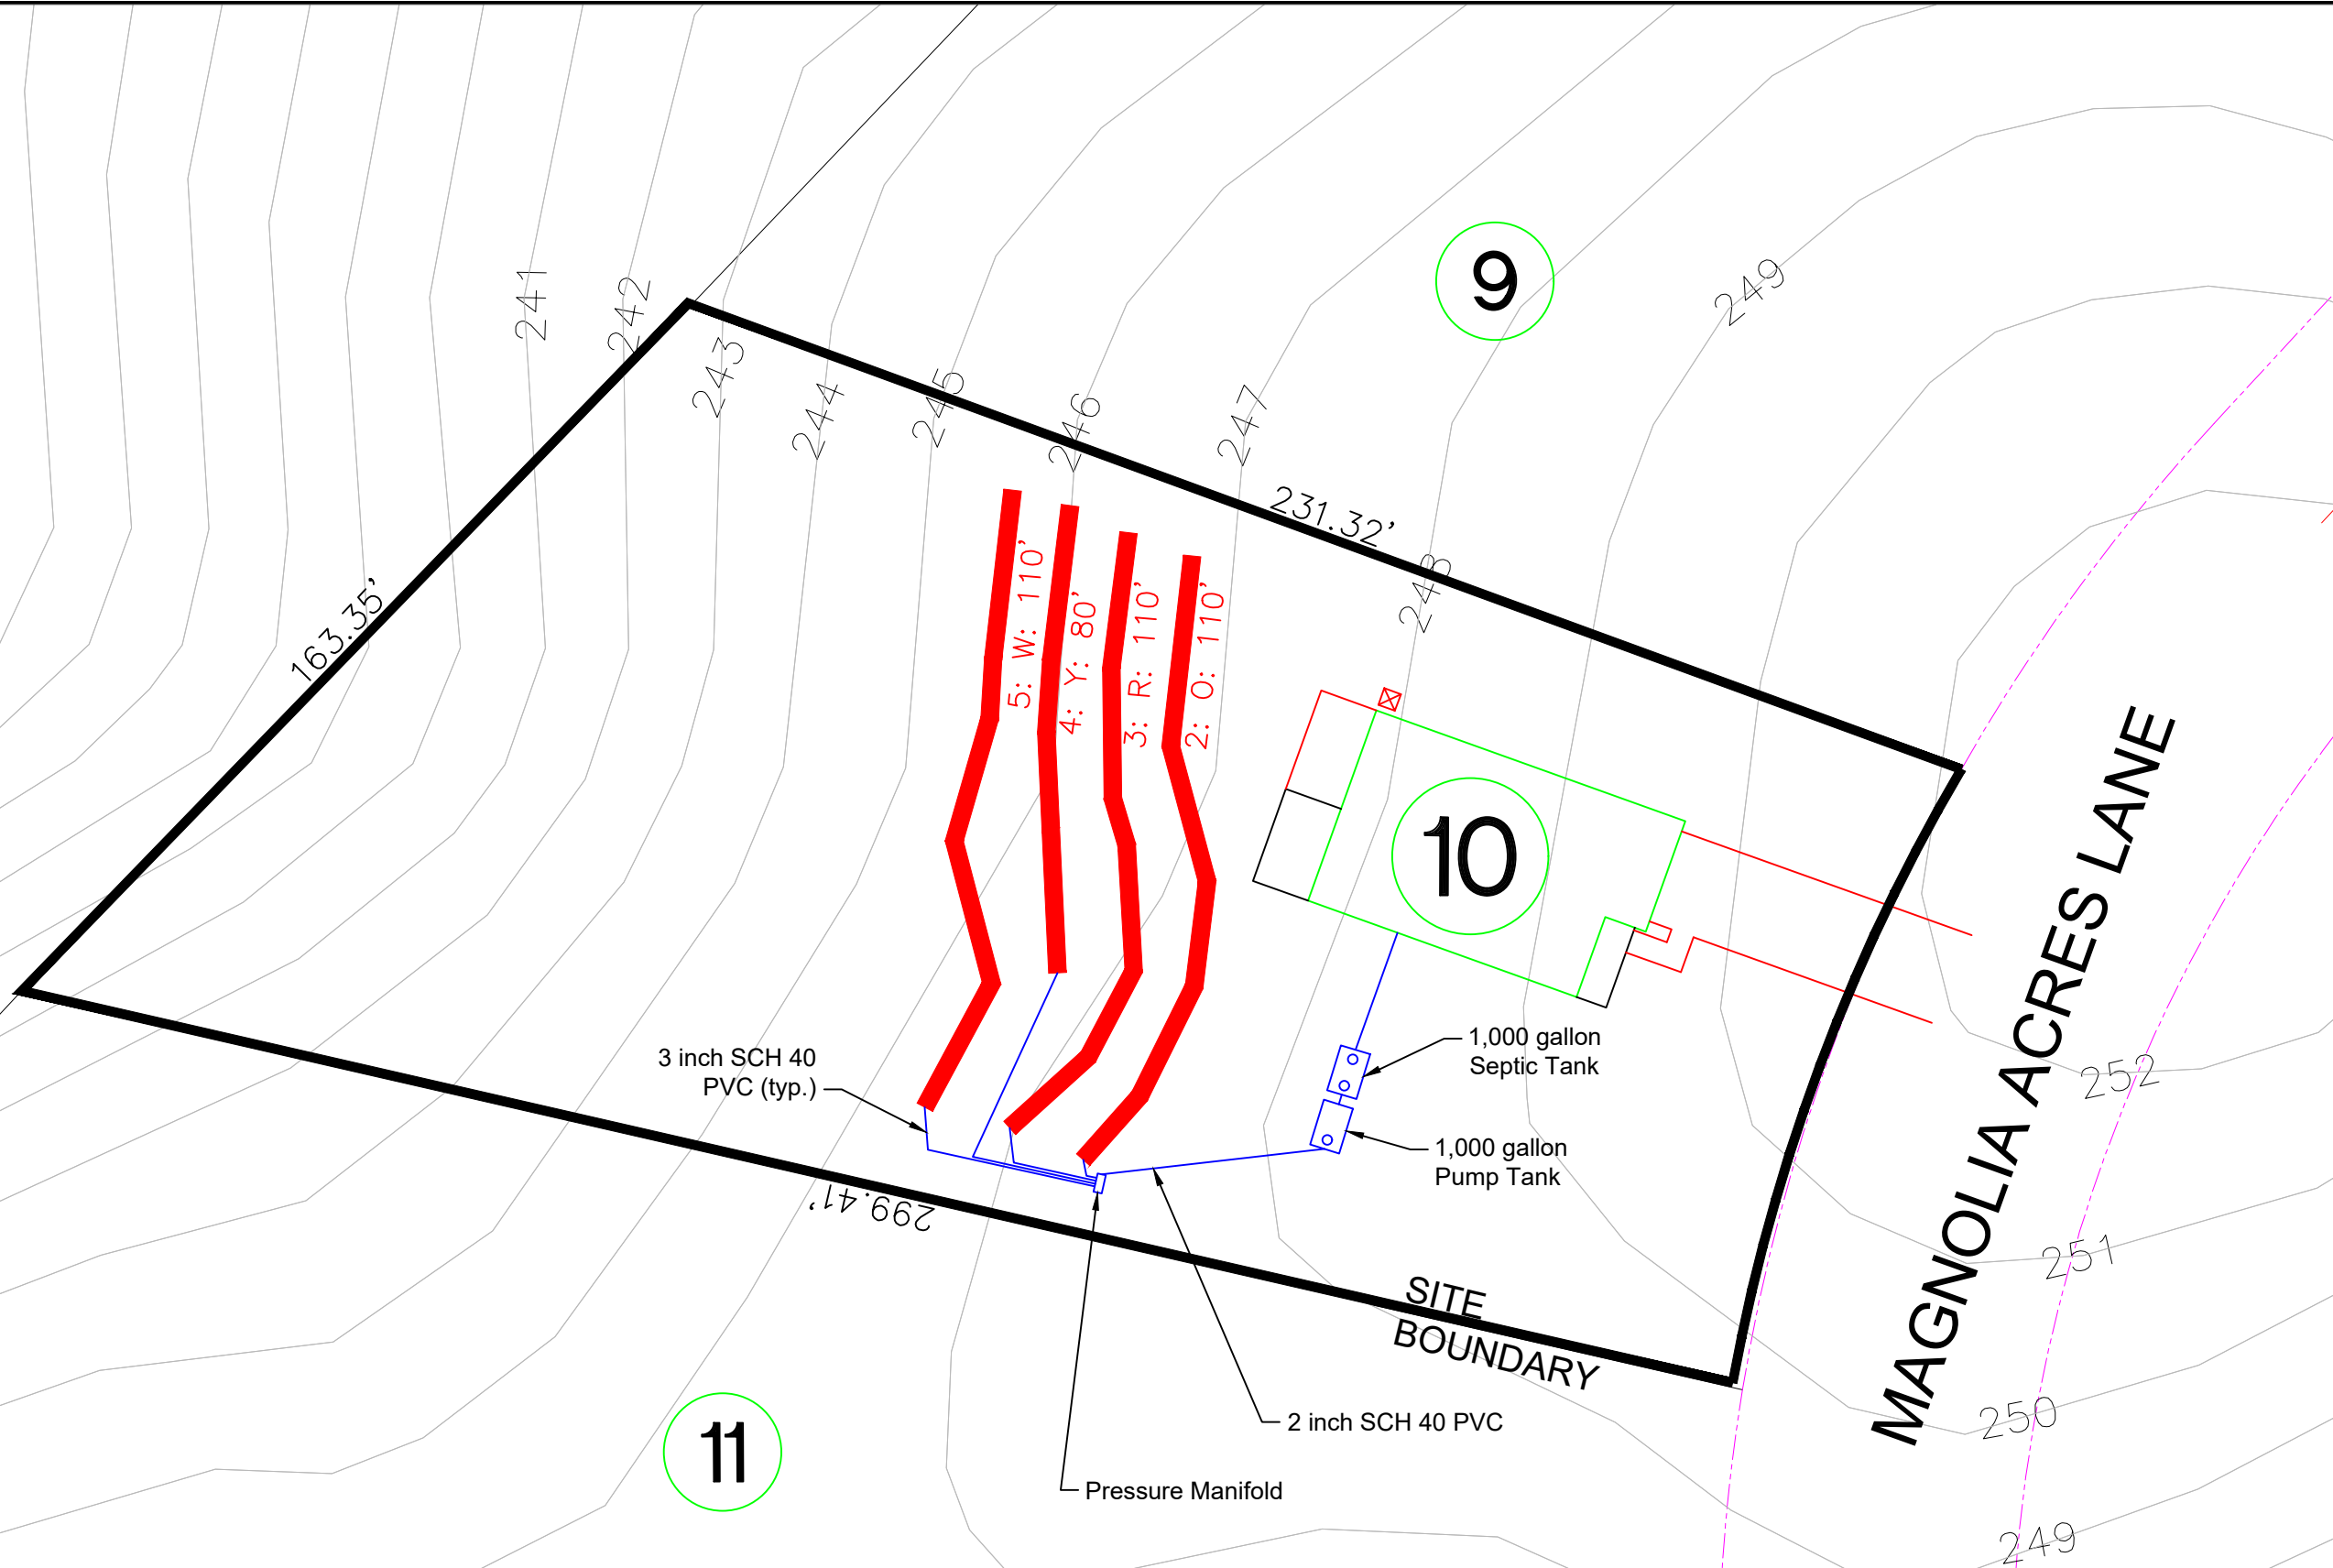 9
241
242
243
244
245
246
247
249
231.32'
248
163.35'
5: W: 110'
4: Y: 80'
3: R: 110'
2: O: 110'
10
MAGNOLIA ACRES LANE
3 inch SCH 40
PVC (typ.)
1,000 gallon
Septic Tank
1,000 gallon
Pump Tank
299.41'
252
251
250
249
SITE
BOUNDARY
2 inch SCH 40 PVC
Pressure Manifold
11